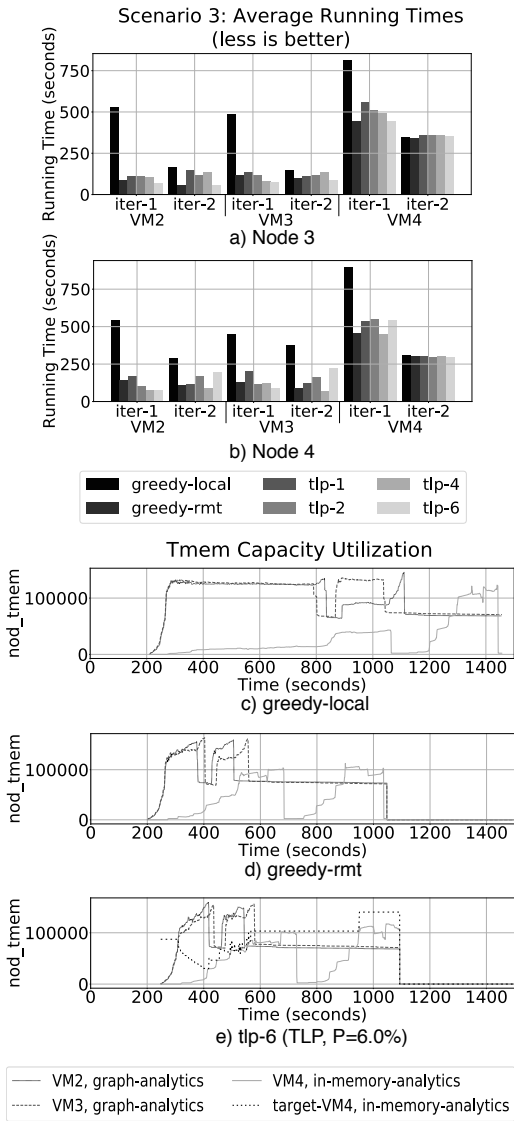 Scenario 3: Average Running Times
(less is better)
Running Time (seconds)
750
500
250
0
iter-1 iter-2 iter-1 iter-2 iter-1 iter-2
VM2 VM3 VM4
a) Node 3
Running Time (seconds)
750
500
250
0
iter-1 iter-2 iter-1 iter-2 iter-1 iter-2
VM2 VM3 VM4
b) Node 4
greedy-local tlp-1 tlp-4
greedy-rmt tlp-2 tlp-6
Tmem Capacity Utilization
nod_tmem
100000
0
0 200 400 600 800 1000 1200 1400
Time (seconds)
c) greedy-local
nod_tmem
100000
0
0 200 400 600 800 1000 1200 1400
Time (seconds)
d) greedy-rmt
nod_tmem
100000
0
0 200 400 600 800 1000 1200 1400
Time (seconds)
e) tlp-6 (TLP, P=6.0%)
VM2, graph-analytics VM4, in-memory-analytics
VM3, graph-analytics target-VM4, in-memory-analytics